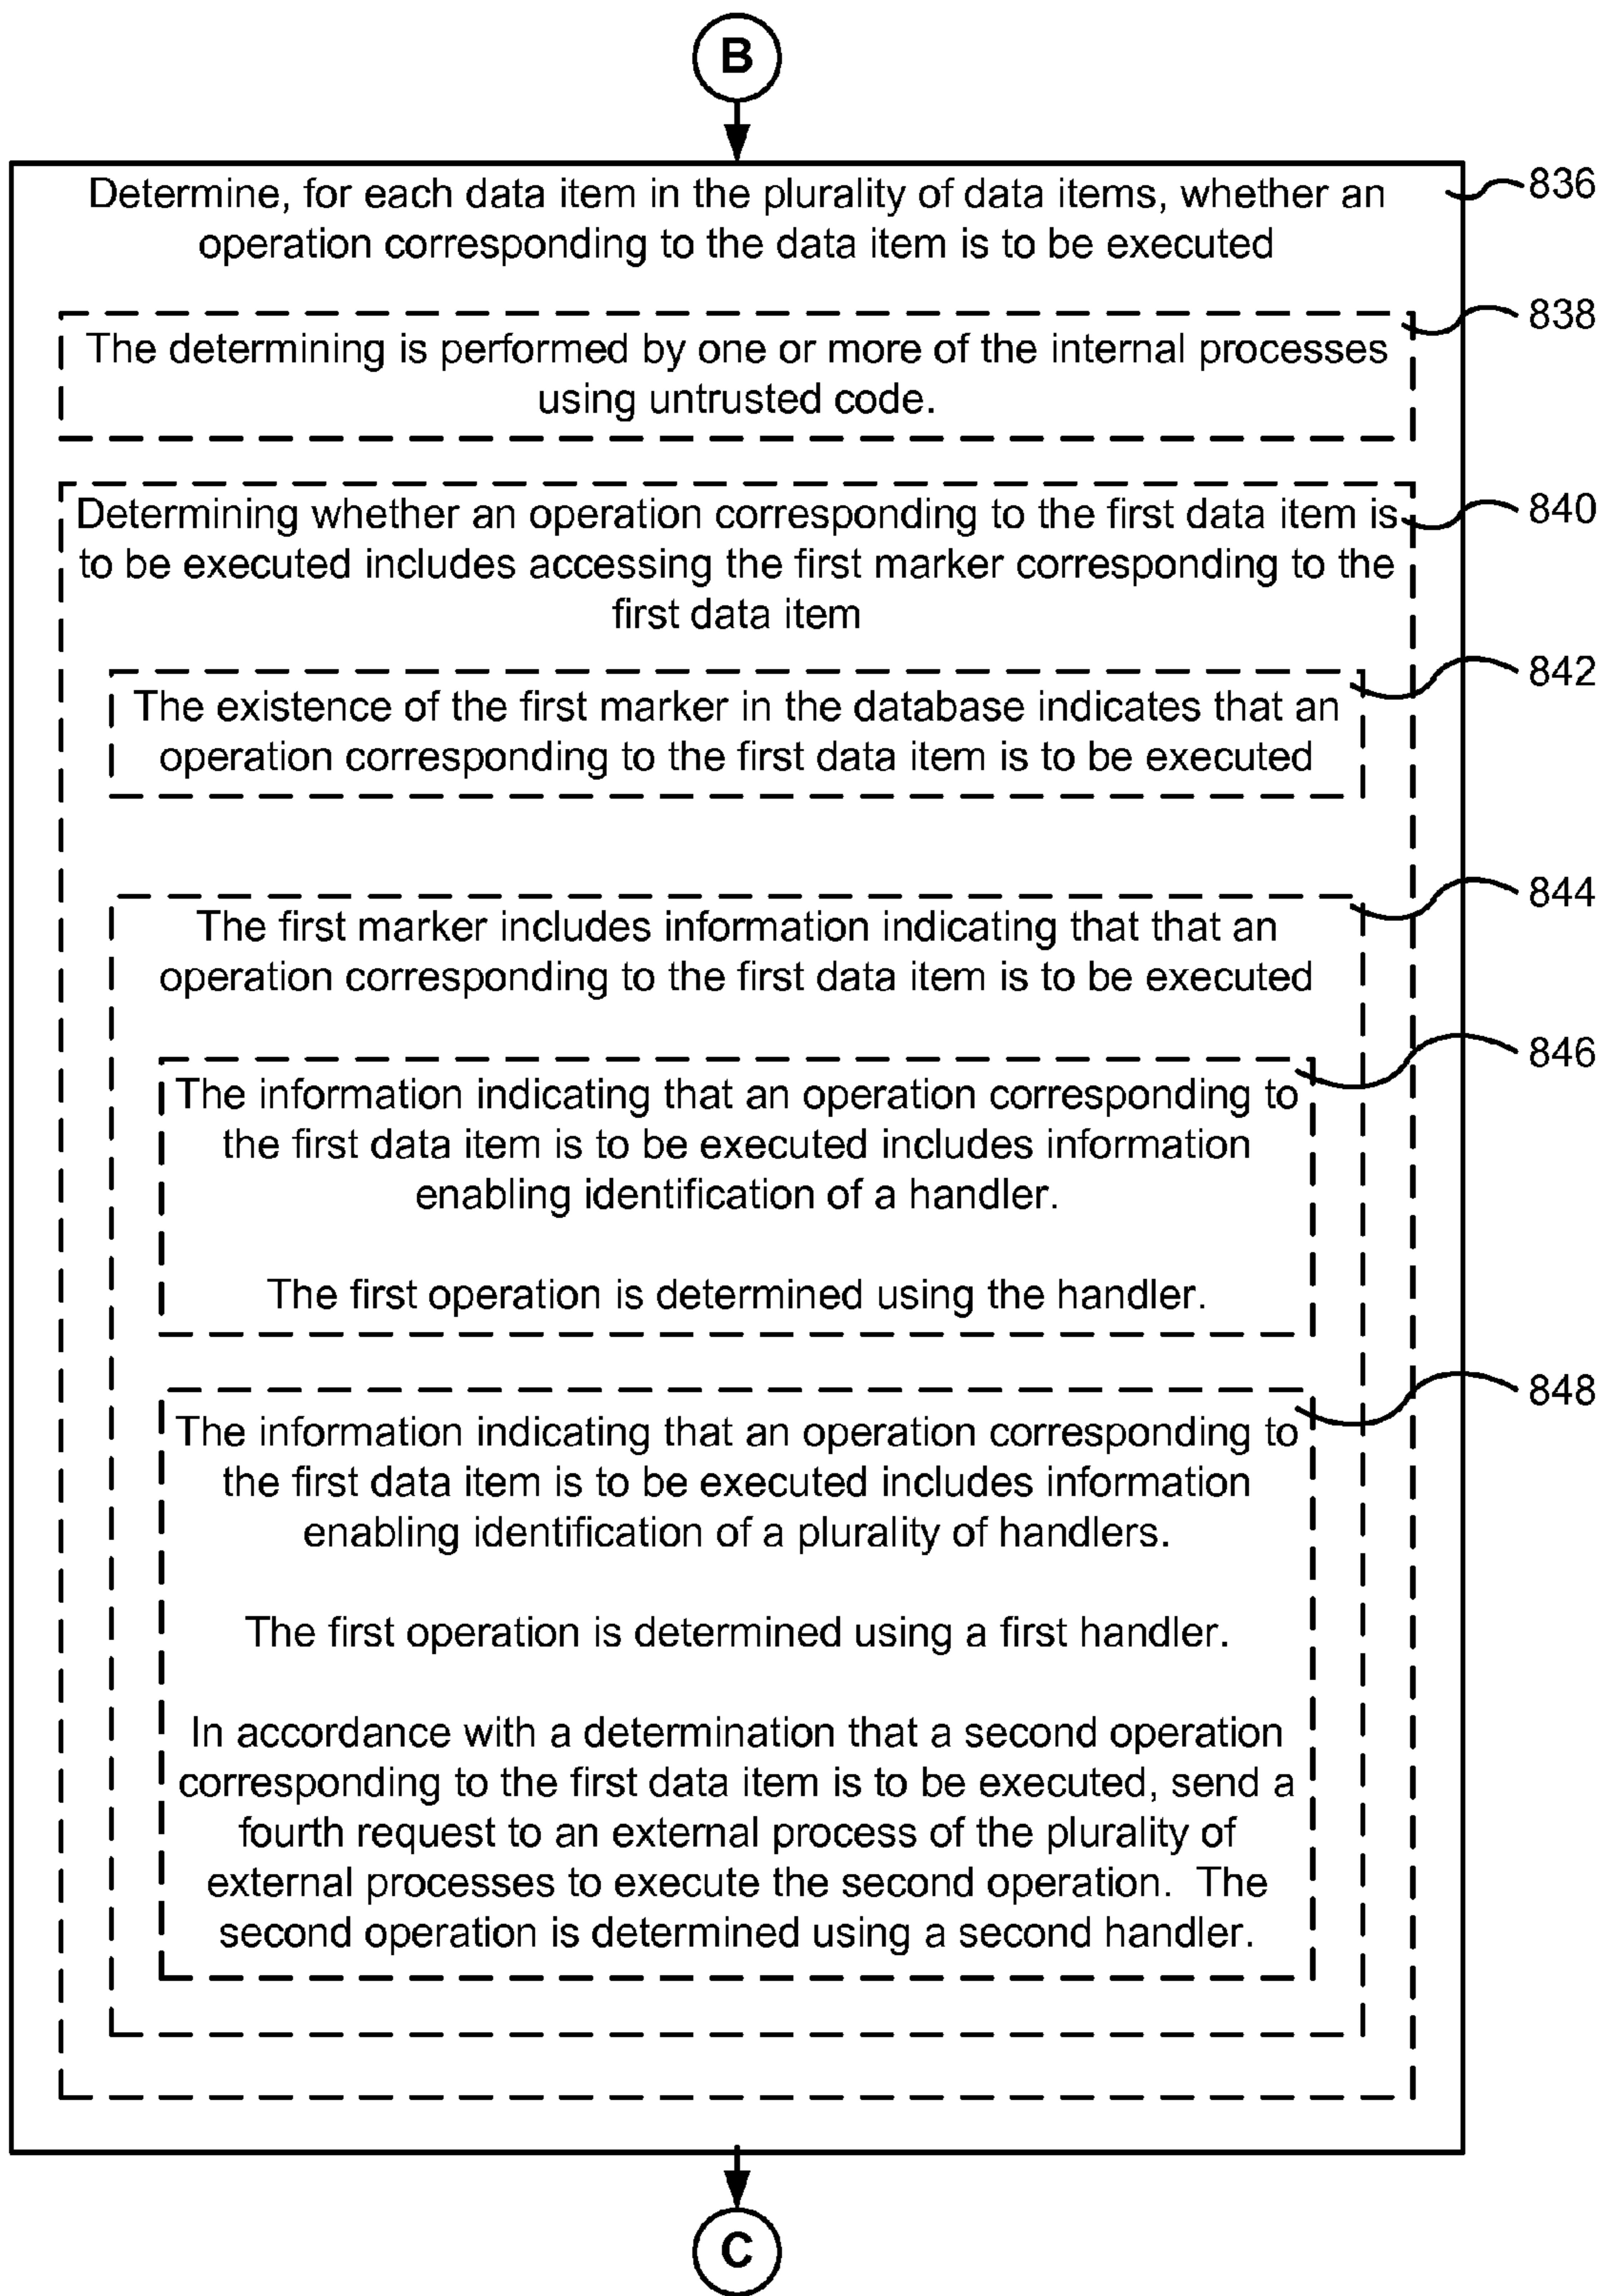 B
Determine, for each data item in the plurality of data items, whether an
operation corresponding to the data item is to be executed
836
The determining is performed by one or more of the internal processes
using untrusted code.
838
Determining whether an operation corresponding to the first data item is
to be executed includes accessing the first marker corresponding to the
first data item
840
The existence of the first marker in the database indicates that an
operation corresponding to the first data item is to be executed
842
The first marker includes information indicating that that an
operation corresponding to the first data item is to be executed
844
The information indicating that an operation corresponding to
the first data item is to be executed includes information
enabling identification of a handler.
The first operation is determined using the handler.
846
The information indicating that an operation corresponding to
the first data item is to be executed includes information
enabling identification of a plurality of handlers.
The first operation is determined using a first handler.
In accordance with a determination that a second operation
corresponding to the first data item is to be executed, send a
fourth request to an external process of the plurality of
external processes to execute the second operation.  The
second operation is determined using a second handler.
848
C